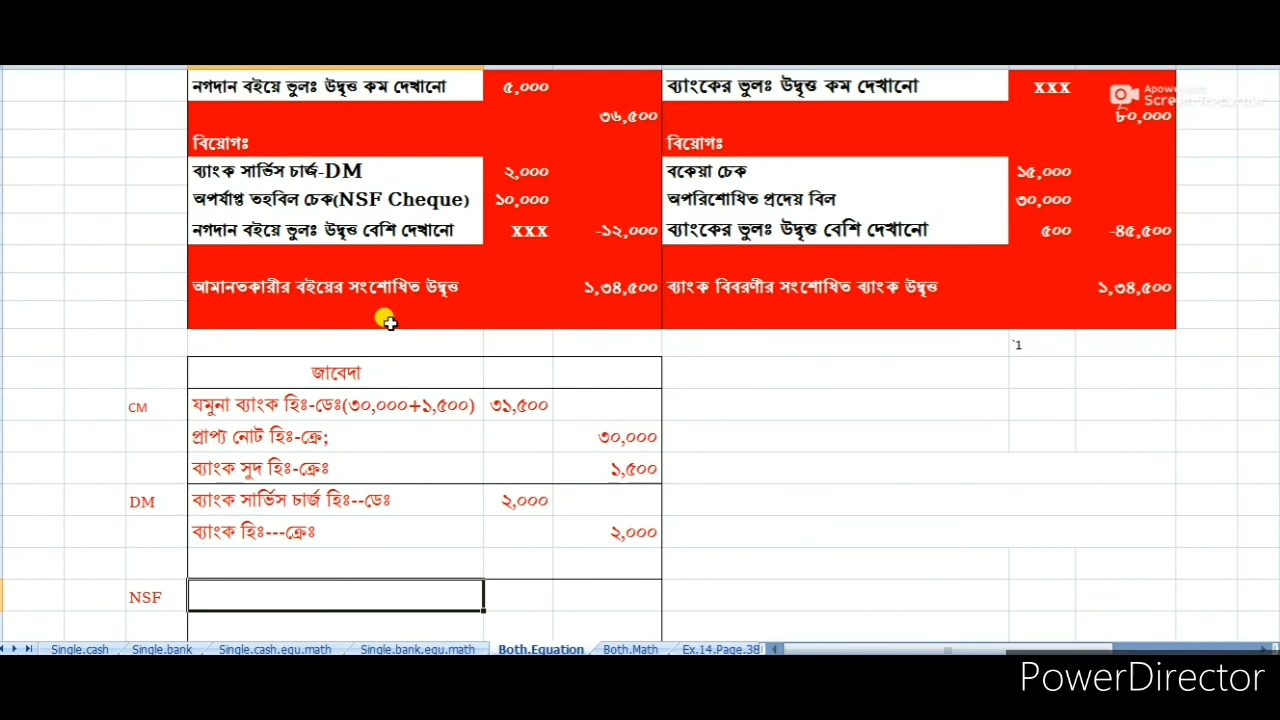 নগদান বইয়ে ভুলঃ উদ্বৃত্ত কম দেখানো ৫,০০০ ব্যাংকের ভুলঃ উদ্বৃত্ত কম দেখানো XXX
৩৬,৫০০ ৮০,০০০
বিয়োগঃ বিয়োগঃ
ব্যাংক সার্ভিস চার্জ-DM ২,০০০ বকেয়া চেক ১৫,০০০
অপর্যাপ্ত তহবিল চেক(NSF Cheque) ১০,০০০ অপরিশোধিত প্রদেয় বিল ৩০,০০০
নগদান বইয়ে ভুলঃ উদ্বৃত্ত বেশি দেখানো XXX -১২,০০০ ব্যাংকের ভুলঃ উদ্বৃত্ত বেশি দেখানো ৫০০ -৪৫,৫০০
আমানতকারীর বইয়ের সংশোধিত উদ্বৃত্ত ১,৩৪,৫০০ ব্যাংক বিবরণীর সংশোধিত ব্যাংক উদ্বৃত্ত ১,৩৪,৫০০
`1
জাবেদা
CM যমুনা ব্যাংক হিঃ-ডেঃ(৩০,০০০+১,৫০০) ৩১,৫০০
প্রাপ্য নোট হিঃ-ক্রে; ৩০,০০০
ব্যাংক সুদ হিঃ-ক্রেঃ ১,৫০০
DM ব্যাংক সার্ভিস চার্জ হিঃ--ডেঃ ২,০০০
ব্যাংক হিঃ---ক্রেঃ ২,০০০
NSF
Single.cash Single.bank Single.cash.equ.math Single.bank.equ.math Both.Equation Both.Math Ex.14.Page.38
Apowersoft
Screen Recorder
PowerDirector